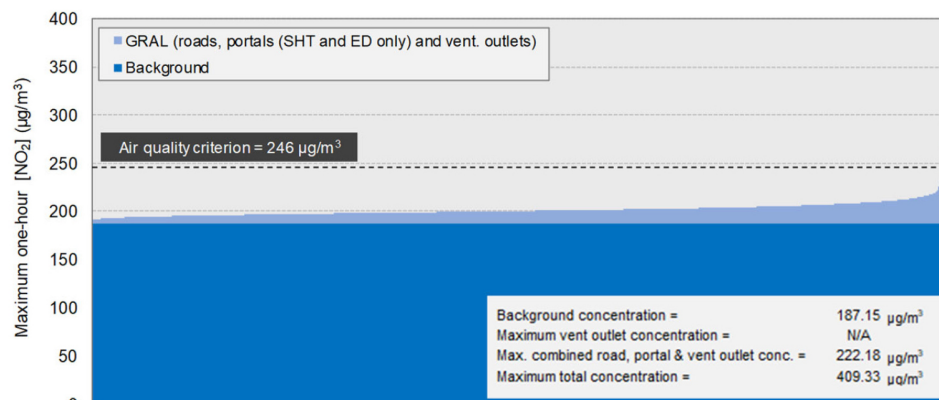 400
350
300
250
200
150
100
50
Maximum one-hour [NO₂] (µg/m³)
GRAL (roads, portals (SHT and ED only) and vent. outlets)
Background
Air quality criterion = 246 µg/m³
Background concentration = 187.15 µg/m³
Maximum vent outlet concentration = N/A
Max. combined road, portal & vent outlet conc. = 222.18 µg/m³
Maximum total concentration = 409.33 µg/m³